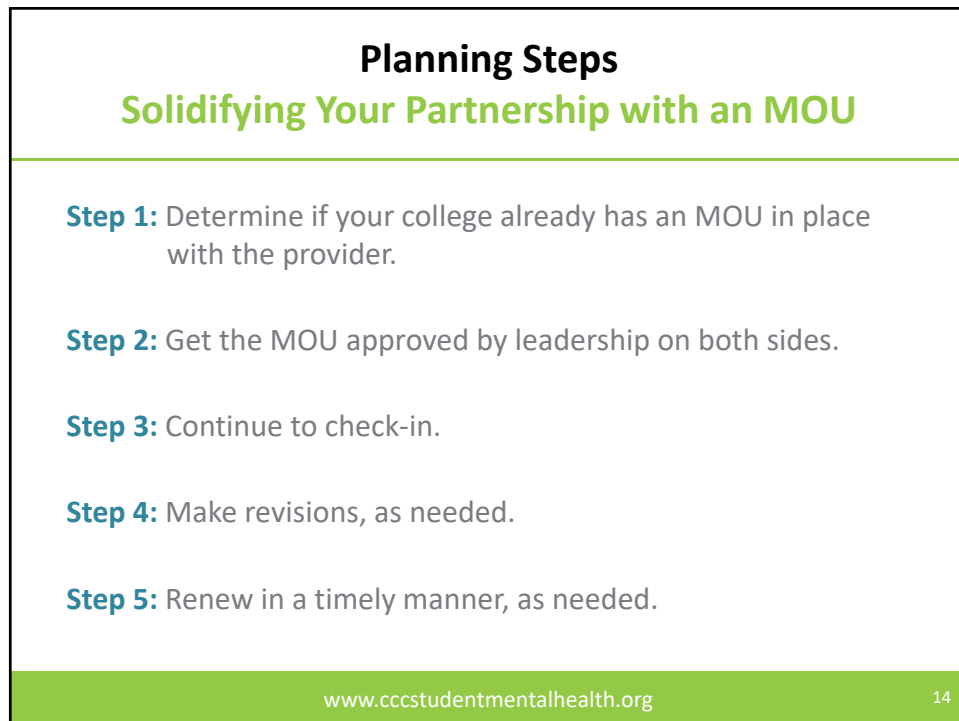 Planning Steps
Solidifying Your Partnership with an MOU
Step 1: Determine if your college already has an MOU in place
with the provider.
Step 2: Get the MOU approved by leadership on both sides.
Step 3: Continue to check-in.
Step 4: Make revisions, as needed.
Step 5: Renew in a timely manner, as needed.
www.cccstudentmentalhealth.org
14